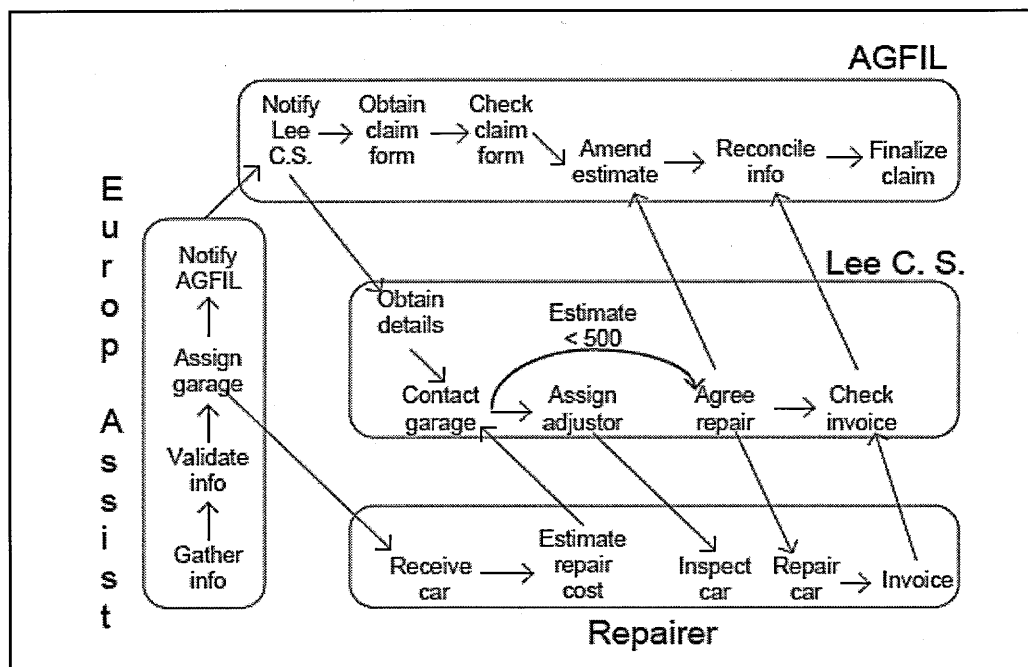 AGFIL
Notify
Lee
C.S.
Obtain
claim
form
Check
claim
form
Amend
estimate
Reconcile
info
Finalize
claim
Europ Assist
Notify
AGFIL
Assign
garage
Validate
info
Gather
info
Lee C. S.
Obtain
details
Estimate
< 500
Contact
garage
Assign
adjustor
Agree
repair
Check
invoice
Receive
car
Estimate
repair
cost
Inspect
car
Repair
car
Invoice
Repairer